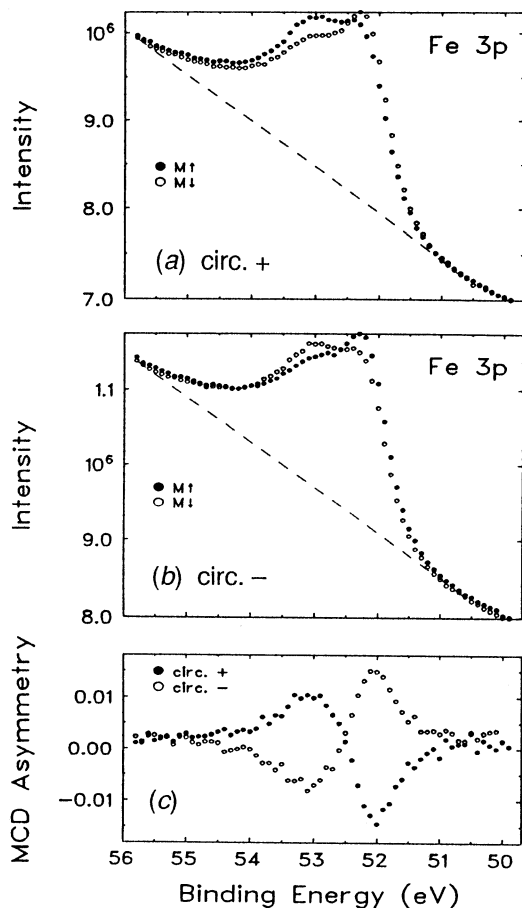 10⁶
9.0
8.0
7.0
Intensity
Fe 3p
● M↑
○ M↓
(a) circ. +
1.1
10⁶
9.0
8.0
Intensity
Fe 3p
● M↑
○ M↓
(b) circ. −
0.01
0.00
−0.01
MCD Asymmetry
● circ. +
○ circ. −
(c)
56 55 54 53 52 51 50
Binding Energy (eV)